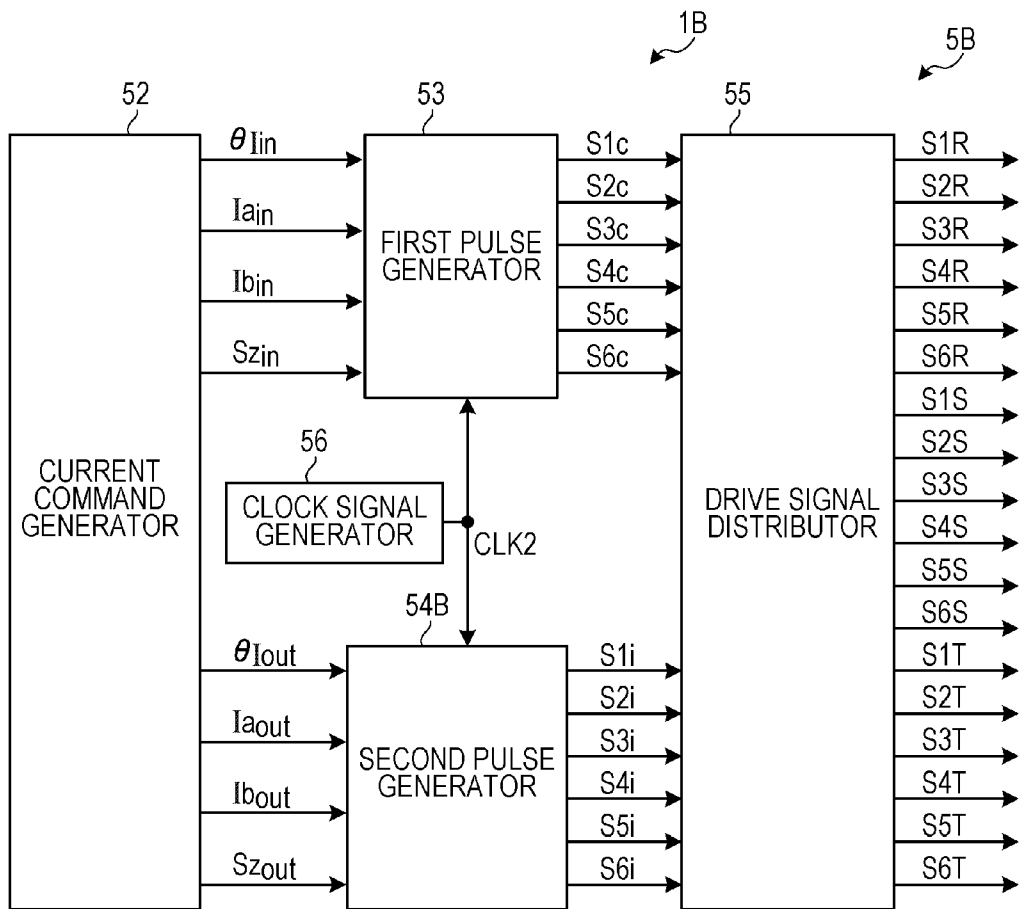 1B
5B
52
53
55
θIin
Iain
Ibin
Szin
FIRST PULSE
GENERATOR
S1c
S2c
S3c
S4c
S5c
S6c
CURRENT
COMMAND
GENERATOR
56
CLOCK SIGNAL
GENERATOR
CLK2
54B
θIout
Iaout
Ibout
Szout
SECOND PULSE
GENERATOR
S1i
S2i
S3i
S4i
S5i
S6i
DRIVE SIGNAL
DISTRIBUTOR
S1R
S2R
S3R
S4R
S5R
S6R
S1S
S2S
S3S
S4S
S5S
S6S
S1T
S2T
S3T
S4T
S5T
S6T